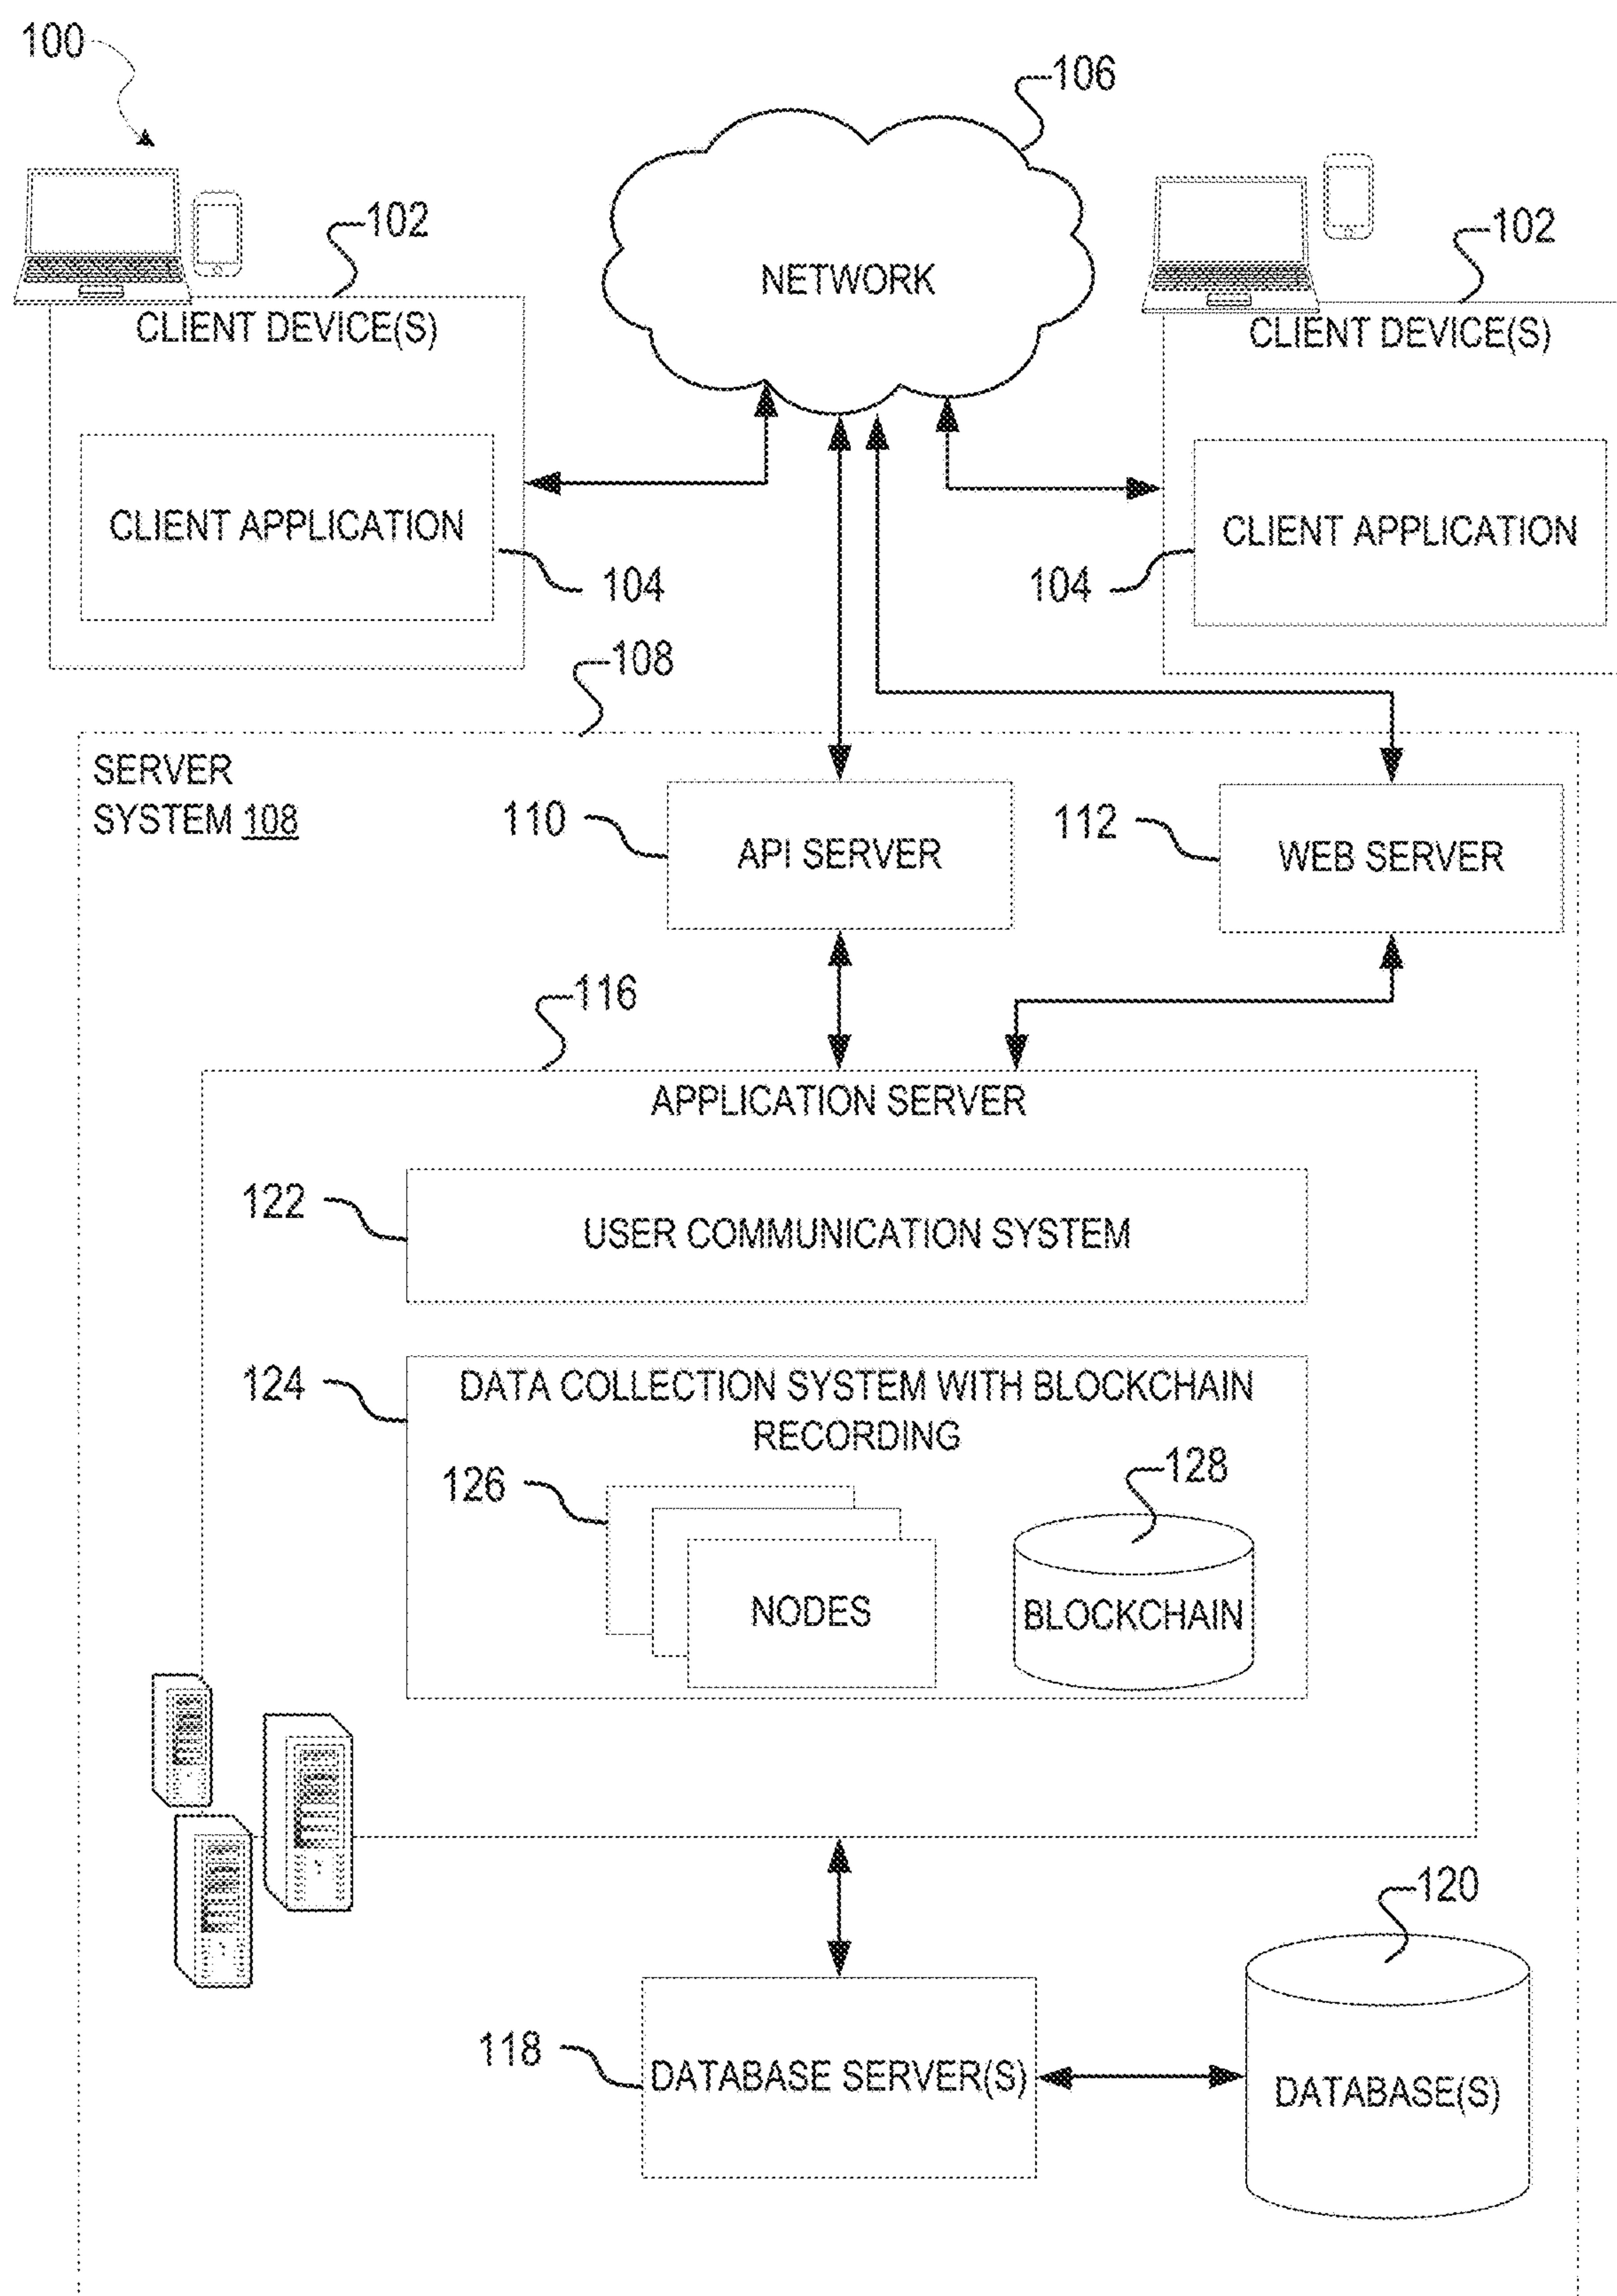 100
106
102
102
NETWORK
CLIENT DEVICE(S)
CLIENT DEVICE(S)
CLIENT APPLICATION
CLIENT APPLICATION
104
104
108
SERVER
SYSTEM 108
110
API SERVER
112
WEB SERVER
116
APPLICATION SERVER
122
USER COMMUNICATION SYSTEM
124
DATA COLLECTION SYSTEM WITH BLOCKCHAIN
RECORDING
126
128
NODES
BLOCKCHAIN
120
118
DATABASE SERVER(S)
DATABASE(S)